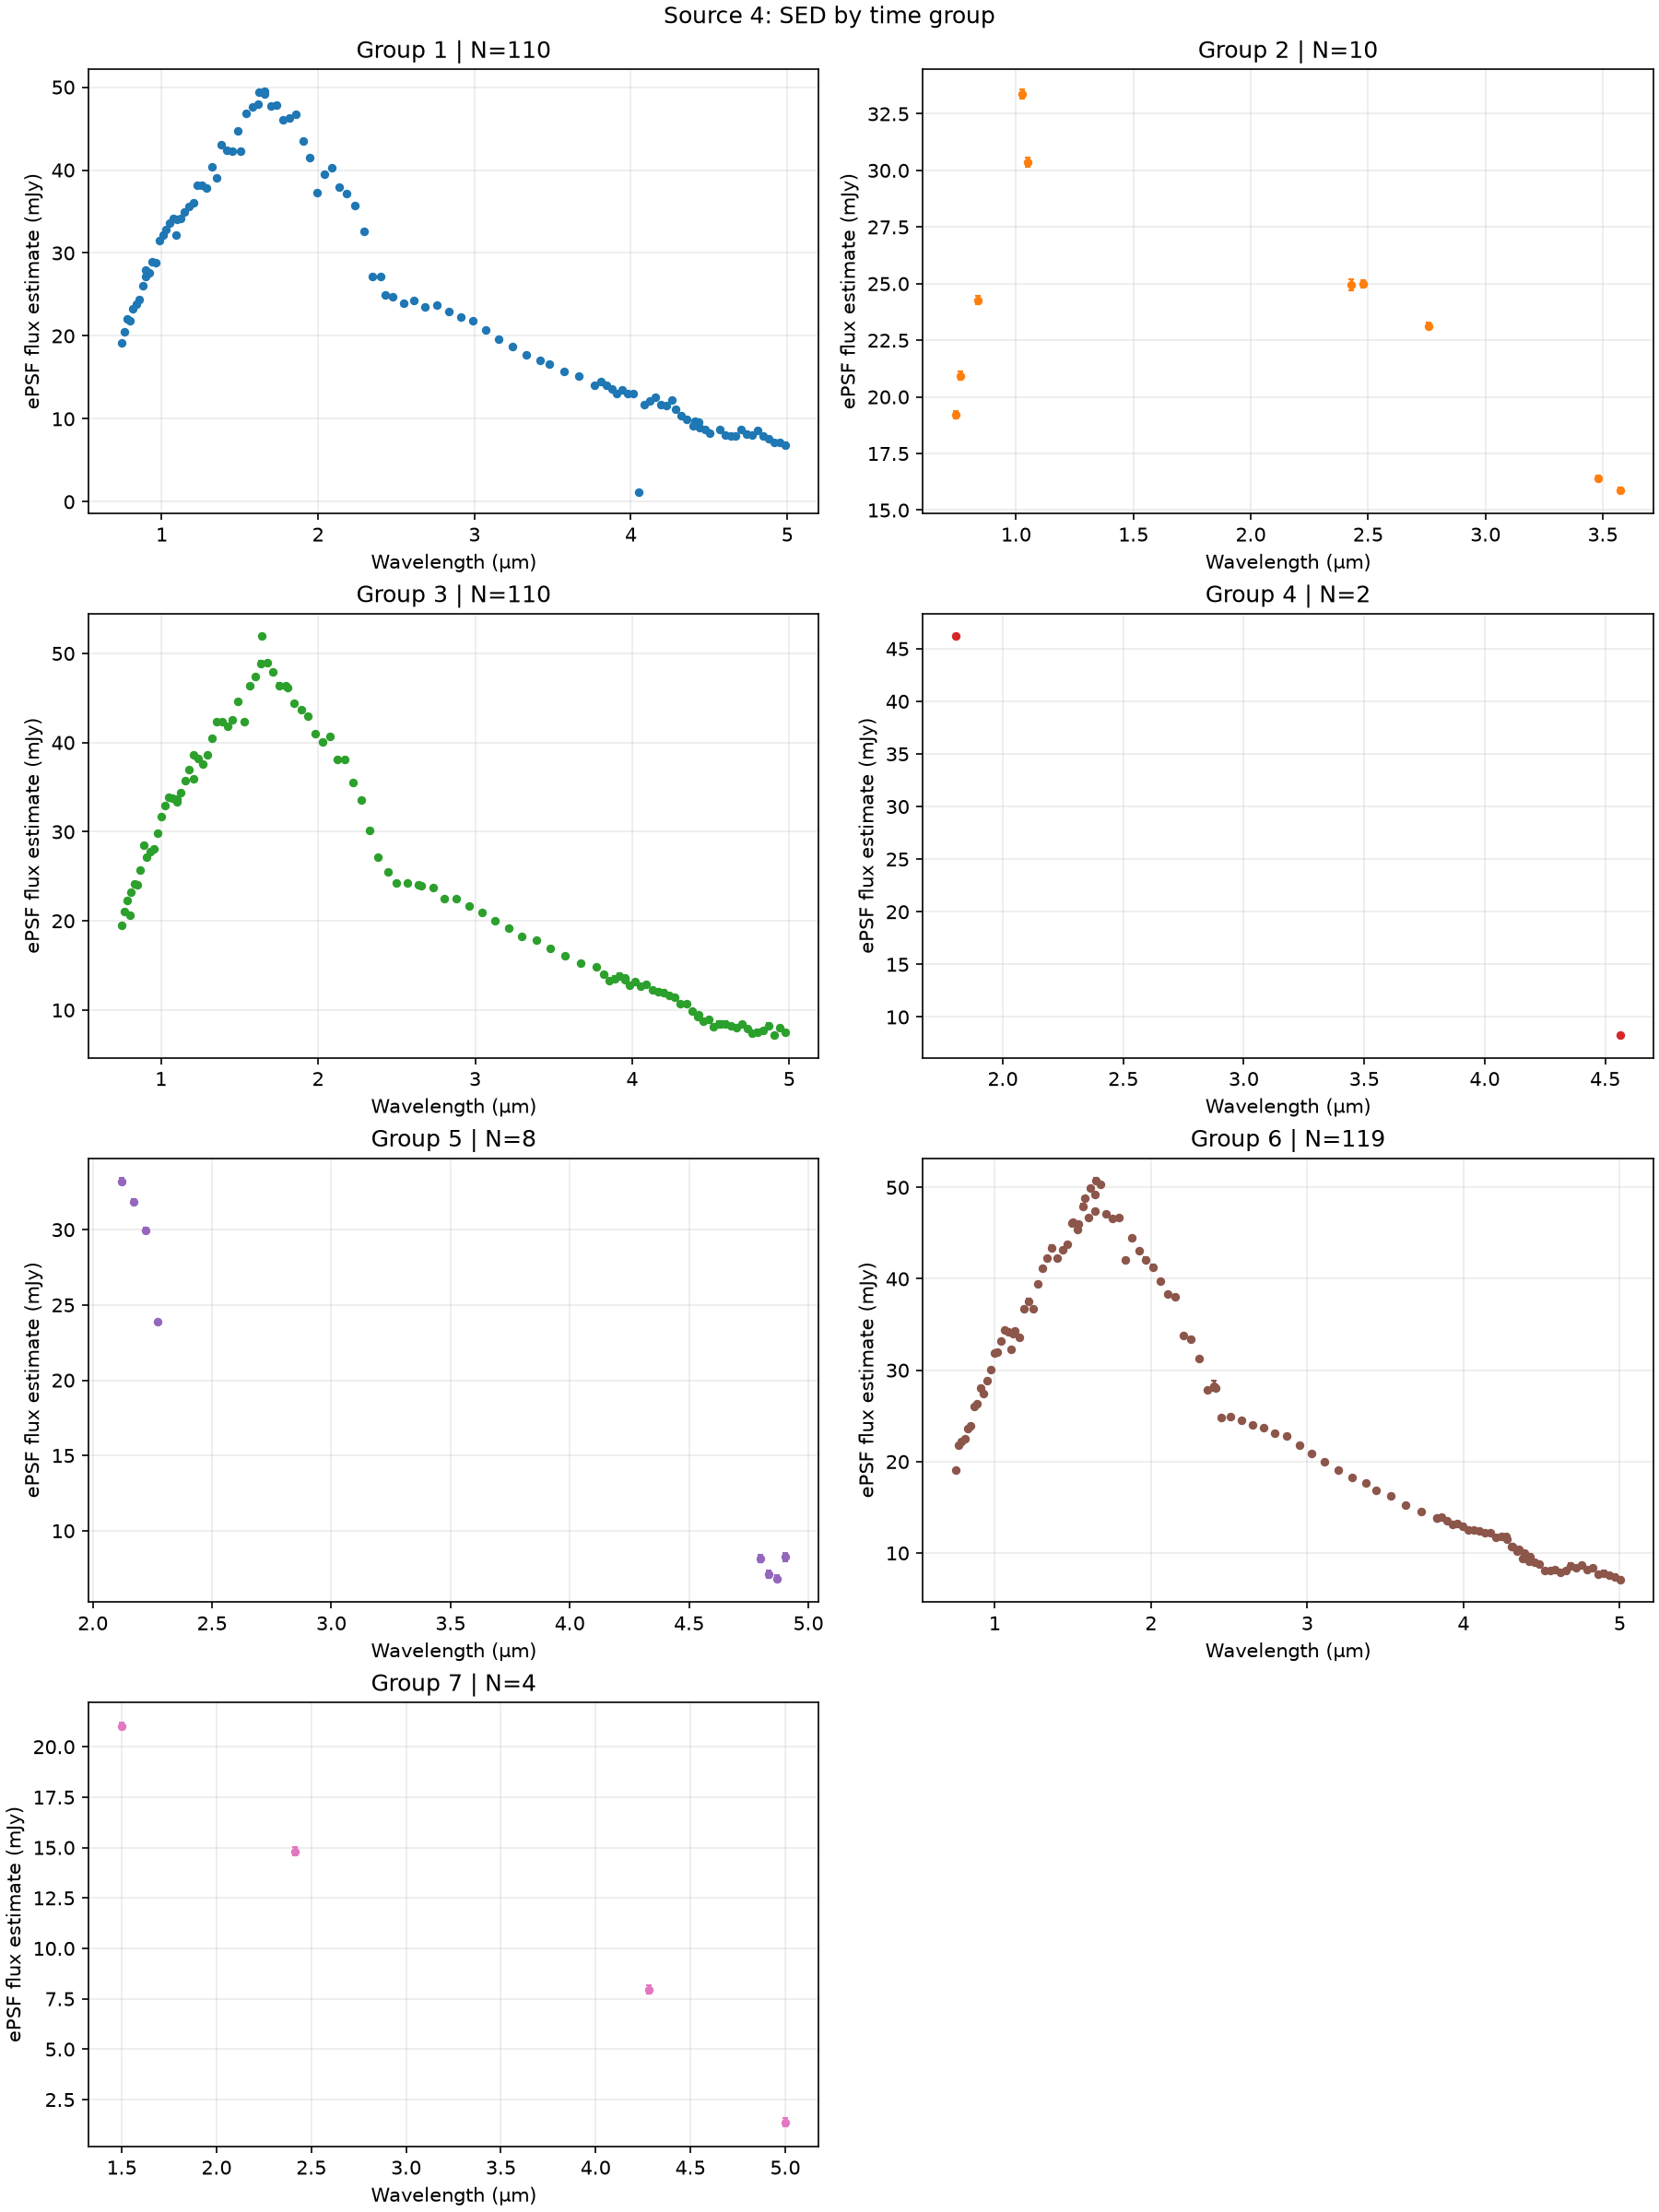 Source 4: SED by time group
Group 1 | N=110
50
40
30
20
10
0
ePSF flux estimate (mJy)
1 2 3 4 5
Wavelength (μm)
Group 2 | N=10
32.5
30.0
27.5
25.0
22.5
20.0
17.5
15.0
ePSF flux estimate (mJy)
1.0 1.5 2.0 2.5 3.0 3.5
Wavelength (μm)
Group 3 | N=110
50
40
30
20
10
ePSF flux estimate (mJy)
1 2 3 4 5
Wavelength (μm)
Group 4 | N=2
45
40
35
30
25
20
15
10
ePSF flux estimate (mJy)
2.0 2.5 3.0 3.5 4.0 4.5
Wavelength (μm)
Group 5 | N=8
30
25
20
15
10
ePSF flux estimate (mJy)
2.0 2.5 3.0 3.5 4.0 4.5 5.0
Wavelength (μm)
Group 6 | N=119
50
40
30
20
10
ePSF flux estimate (mJy)
1 2 3 4 5
Wavelength (μm)
Group 7 | N=4
20.0
17.5
15.0
12.5
10.0
7.5
5.0
2.5
ePSF flux estimate (mJy)
1.5 2.0 2.5 3.0 3.5 4.0 4.5 5.0
Wavelength (μm)